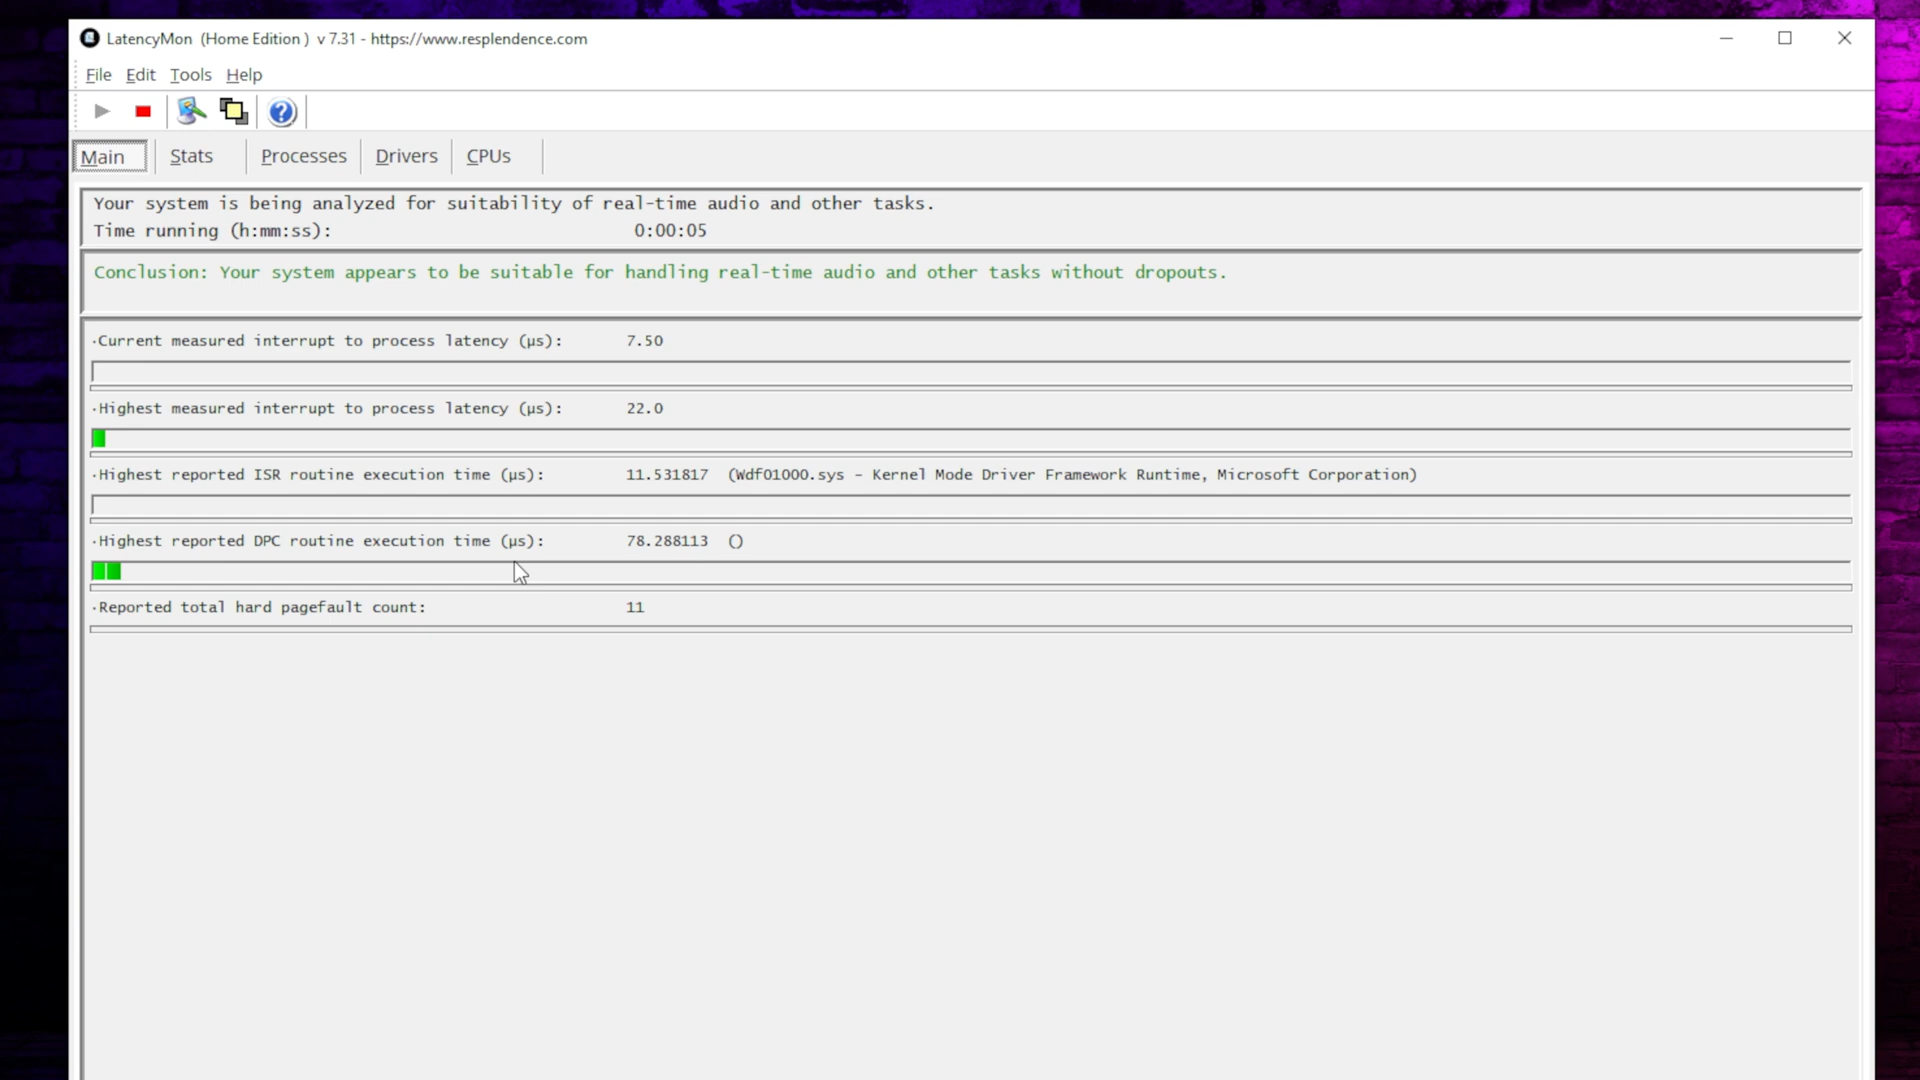 LatencyMon (Home Edition ) v 7.31 - https://www.resplendence.com
File Edit Tools Help
Main Stats Processes Drivers CPUs
Your system is being analyzed for suitability of real-time audio and other tasks.
Time running (h:mm:ss): 0:00:05
Conclusion: Your system appears to be suitable for handling real-time audio and other tasks without dropouts.
·Current measured interrupt to process latency (µs): 7.50
·Highest measured interrupt to process latency (µs): 22.0
·Highest reported ISR routine execution time (µs): 11.531817 (Wdf01000.sys - Kernel Mode Driver Framework Runtime, Microsoft Corporation)
·Highest reported DPC routine execution time (µs): 78.288113 ()
·Reported total hard pagefault count: 11